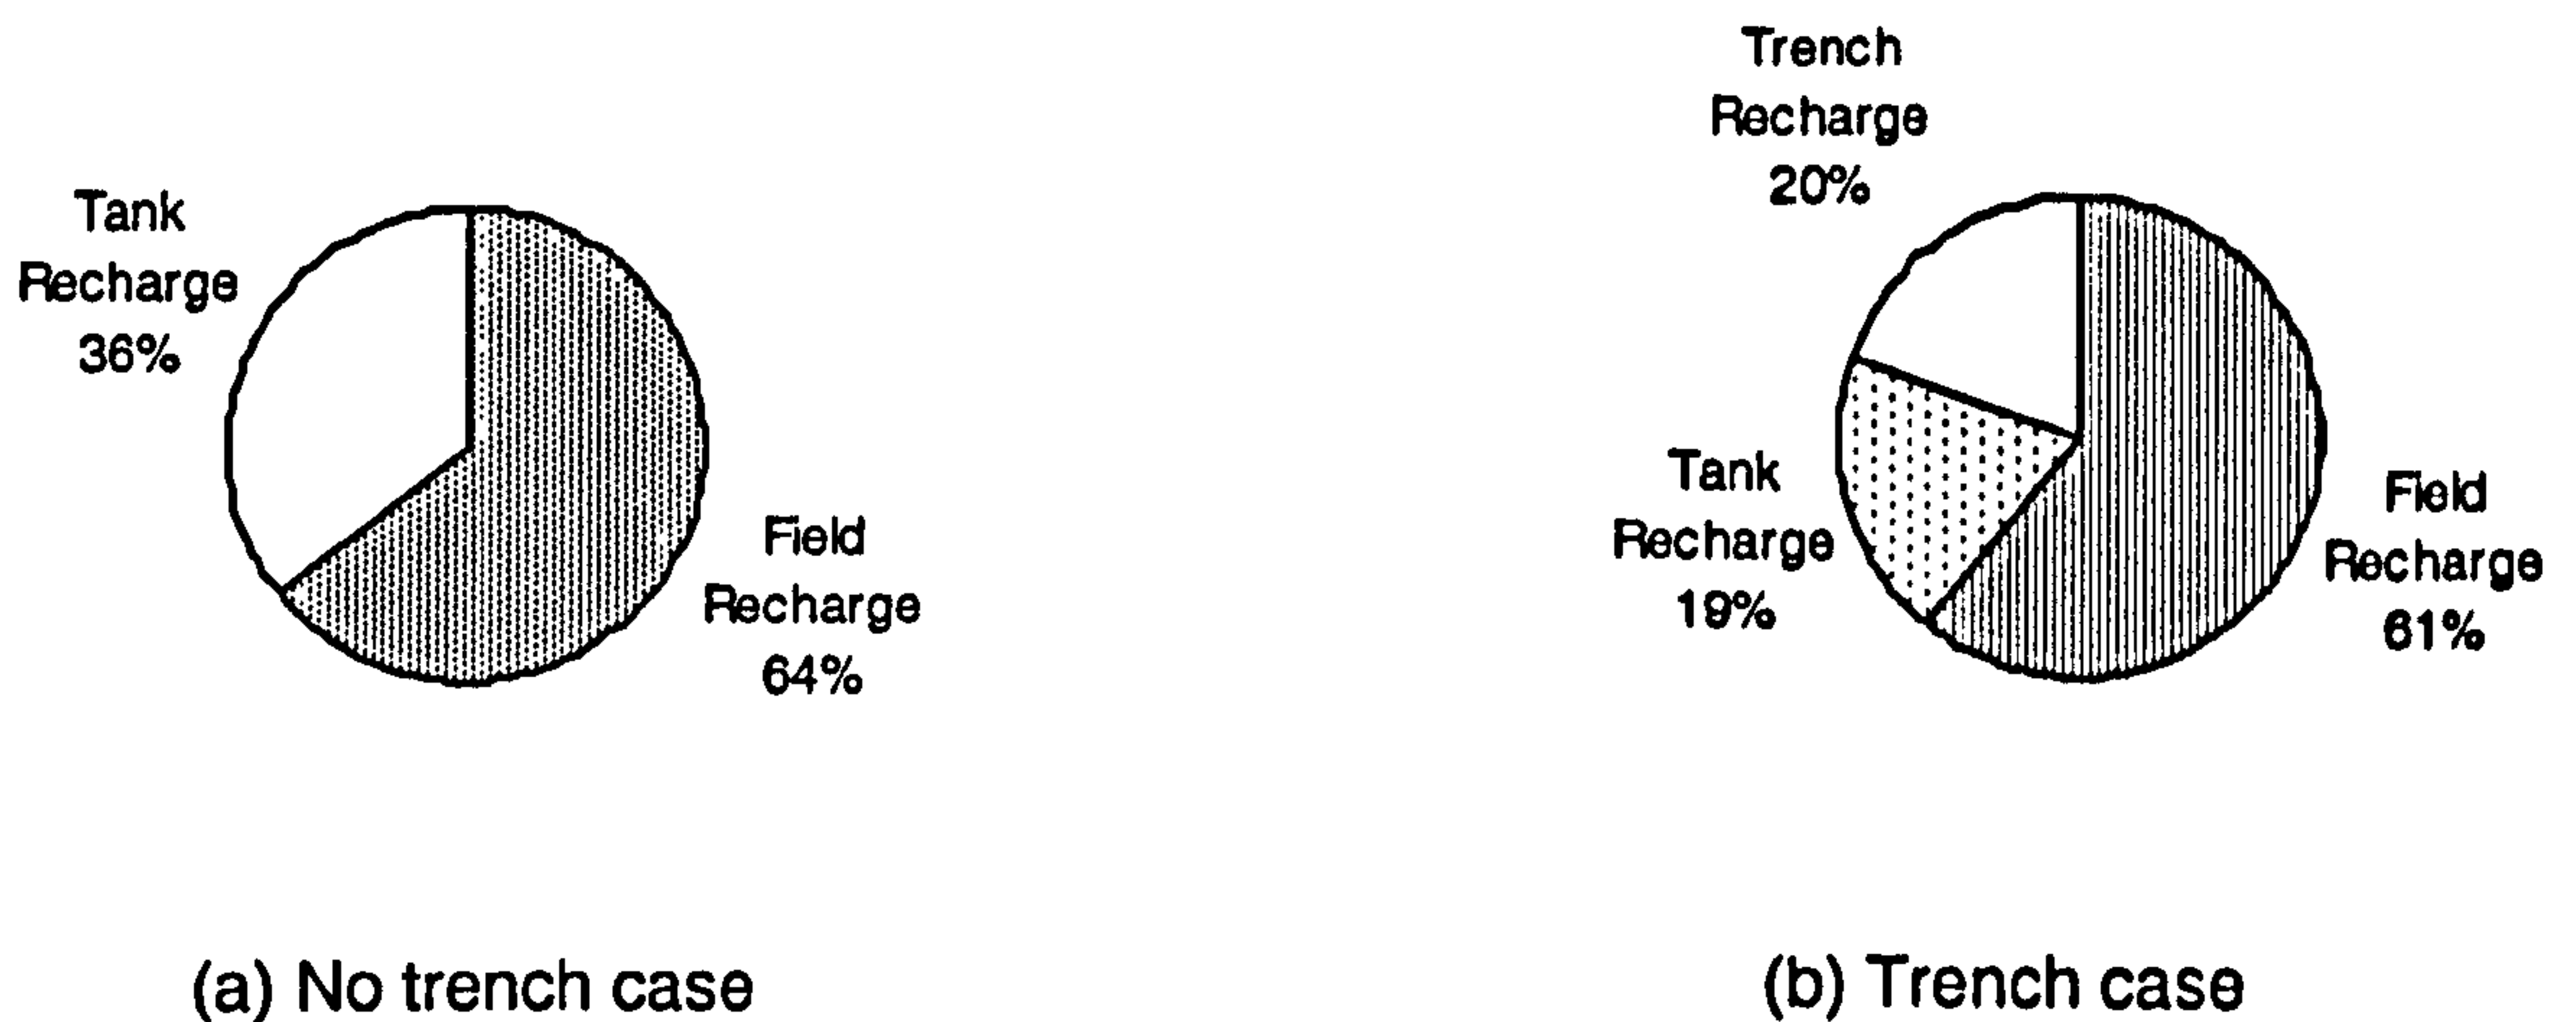 Tank
Recharge
36%
Field
Recharge
64%
(a) No trench case
Trench
Recharge
20%
Tank
Recharge
19%
Field
Recharge
61%
(b) Trench case